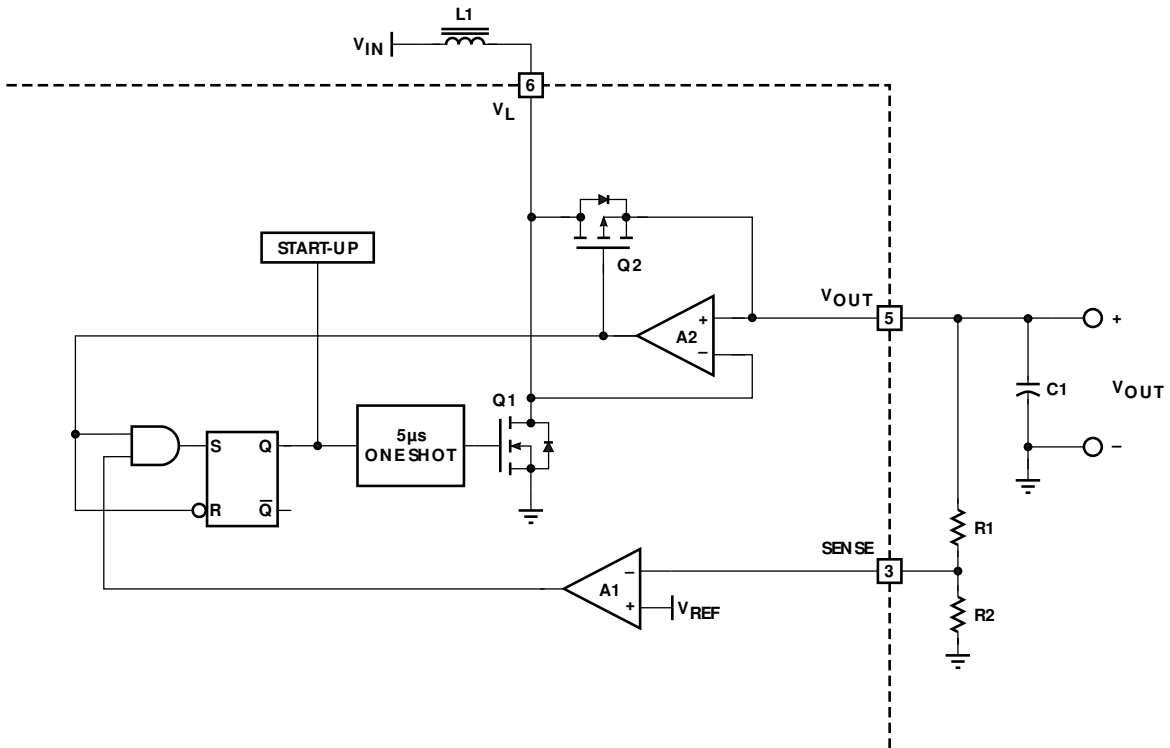 L1
VIN
6
VL
START-UP
Q2
VOUT
5
+
A2
+
−
Q1
C1
VOUT
5µs
ONESHOT
−
S
Q
R
Q
R1
SENSE
3
−
A1
+
VREF
R2